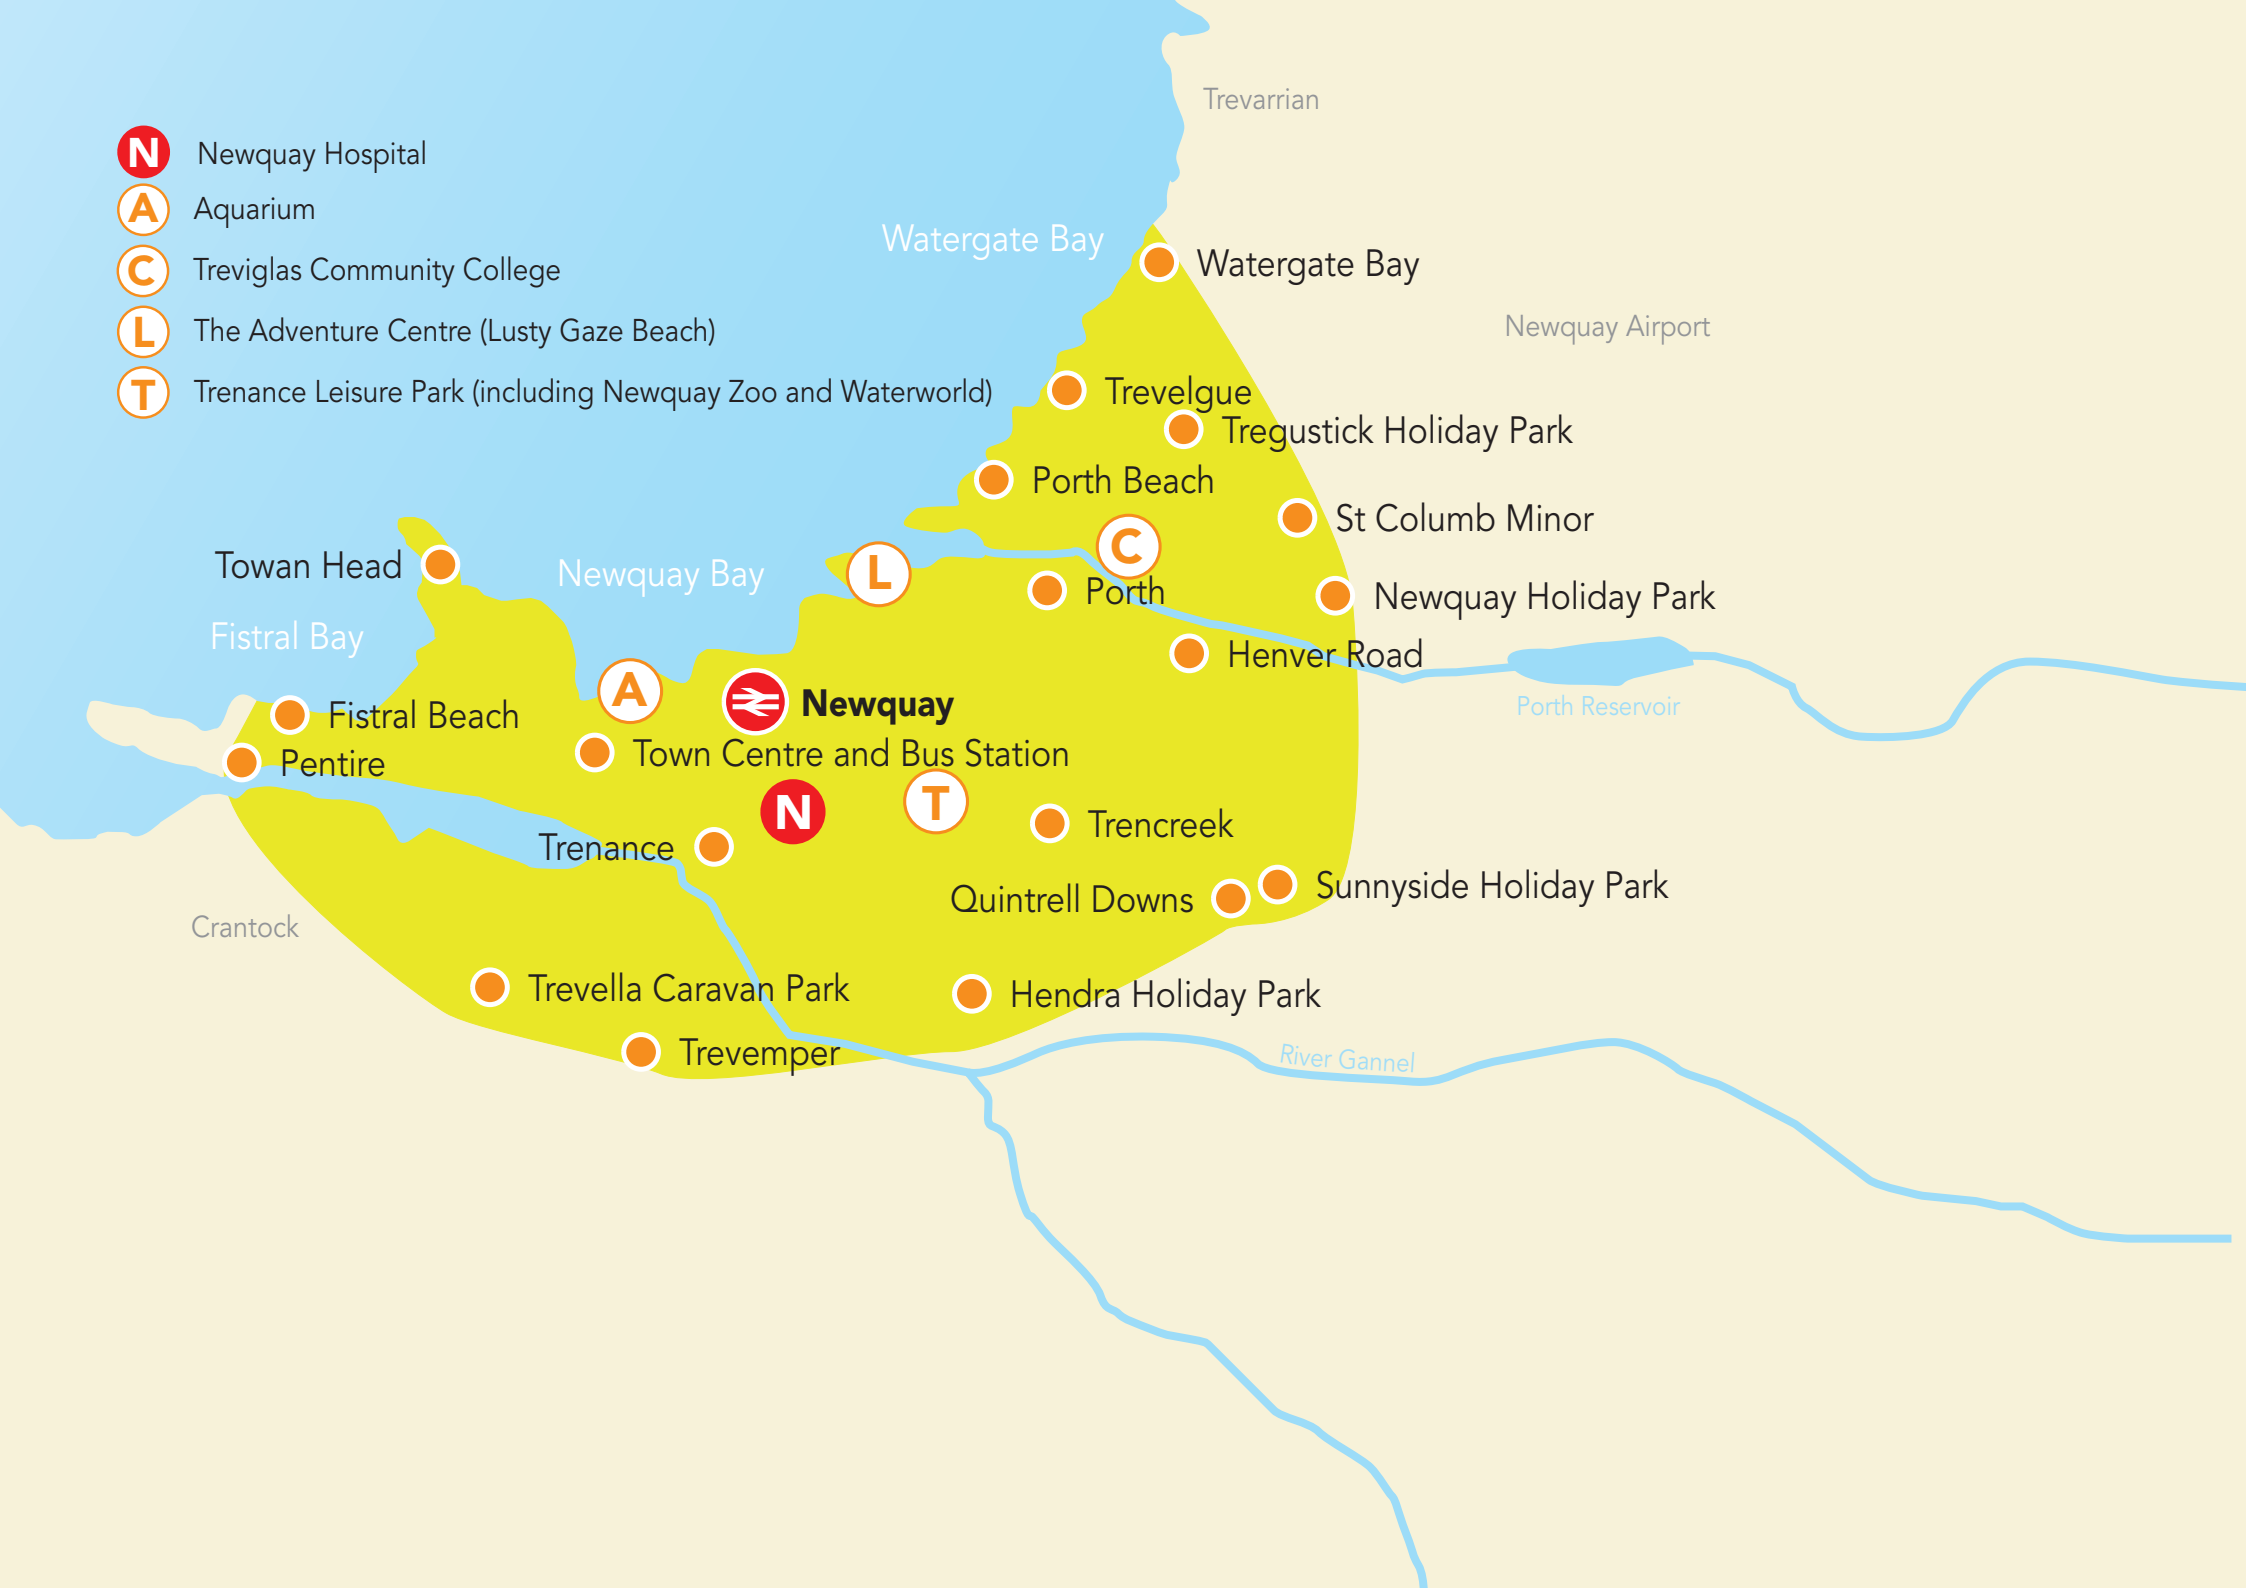 Trevarrian
N Newquay Hospital
A Aquarium
C Treviglas Community College
L The Adventure Centre (Lusty Gaze Beach)
T Trenance Leisure Park (including Newquay Zoo and Waterworld)
Watergate Bay
Watergate Bay
Newquay Airport
Trevelgue
Tregustick Holiday Park
Porth Beach
St Columb Minor
C
Towan Head
Newquay Bay
L
Porth
Newquay Holiday Park
Fistral Bay
Henver Road
A
Newquay
Porth Reservoir
Fistral Beach
Town Centre and Bus Station
Pentire
N
T
Trencreek
Trenance
Quintrell Downs
Sunnyside Holiday Park
Crantock
Trevella Caravan Park
Hendra Holiday Park
Trevemper
River Gannel